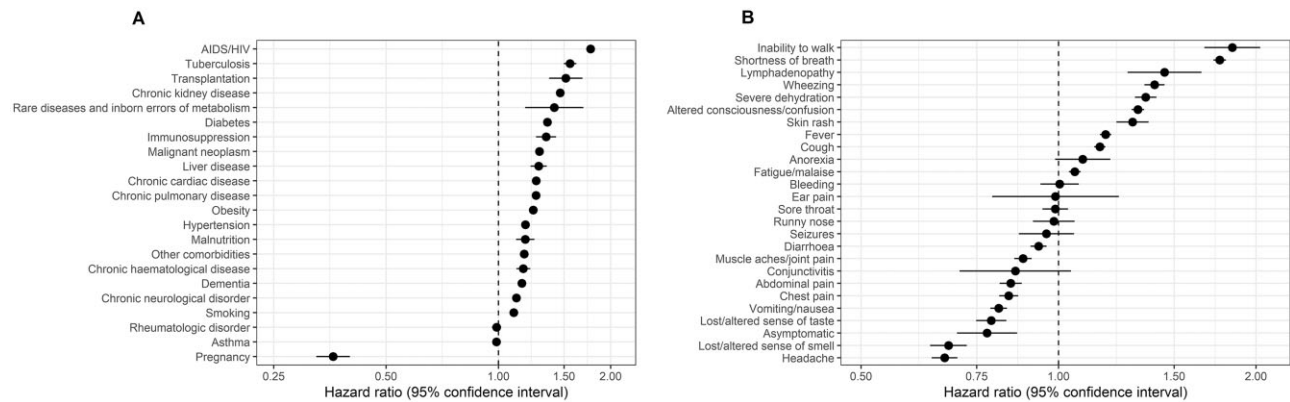 A
AIDS/HIV
Tuberculosis
Transplantation
Chronic kidney disease
Rare diseases and inborn errors of metabolism
Diabetes
Immunosuppression
Malignant neoplasm
Liver disease
Chronic cardiac disease
Chronic pulmonary disease
Obesity
Hypertension
Malnutrition
Other comorbidities
Chronic haematological disease
Dementia
Chronic neurological disorder
Smoking
Rheumatologic disorder
Asthma
Pregnancy
0.25 0.50 1.00 1.50 2.00
Hazard ratio (95% confidence interval)
B
Inability to walk
Shortness of breath
Lymphadenopathy
Wheezing
Severe dehydration
Altered consciousness/confusion
Skin rash
Fever
Cough
Anorexia
Fatigue/malaise
Bleeding
Ear pain
Sore throat
Runny nose
Seizures
Diarrhoea
Muscle aches/joint pain
Conjunctivitis
Abdominal pain
Chest pain
Vomiting/nausea
Lost/altered sense of taste
Asymptomatic
Lost/altered sense of smell
Headache
0.50 0.75 1.00 1.50 2.00
Hazard ratio (95% confidence interval)